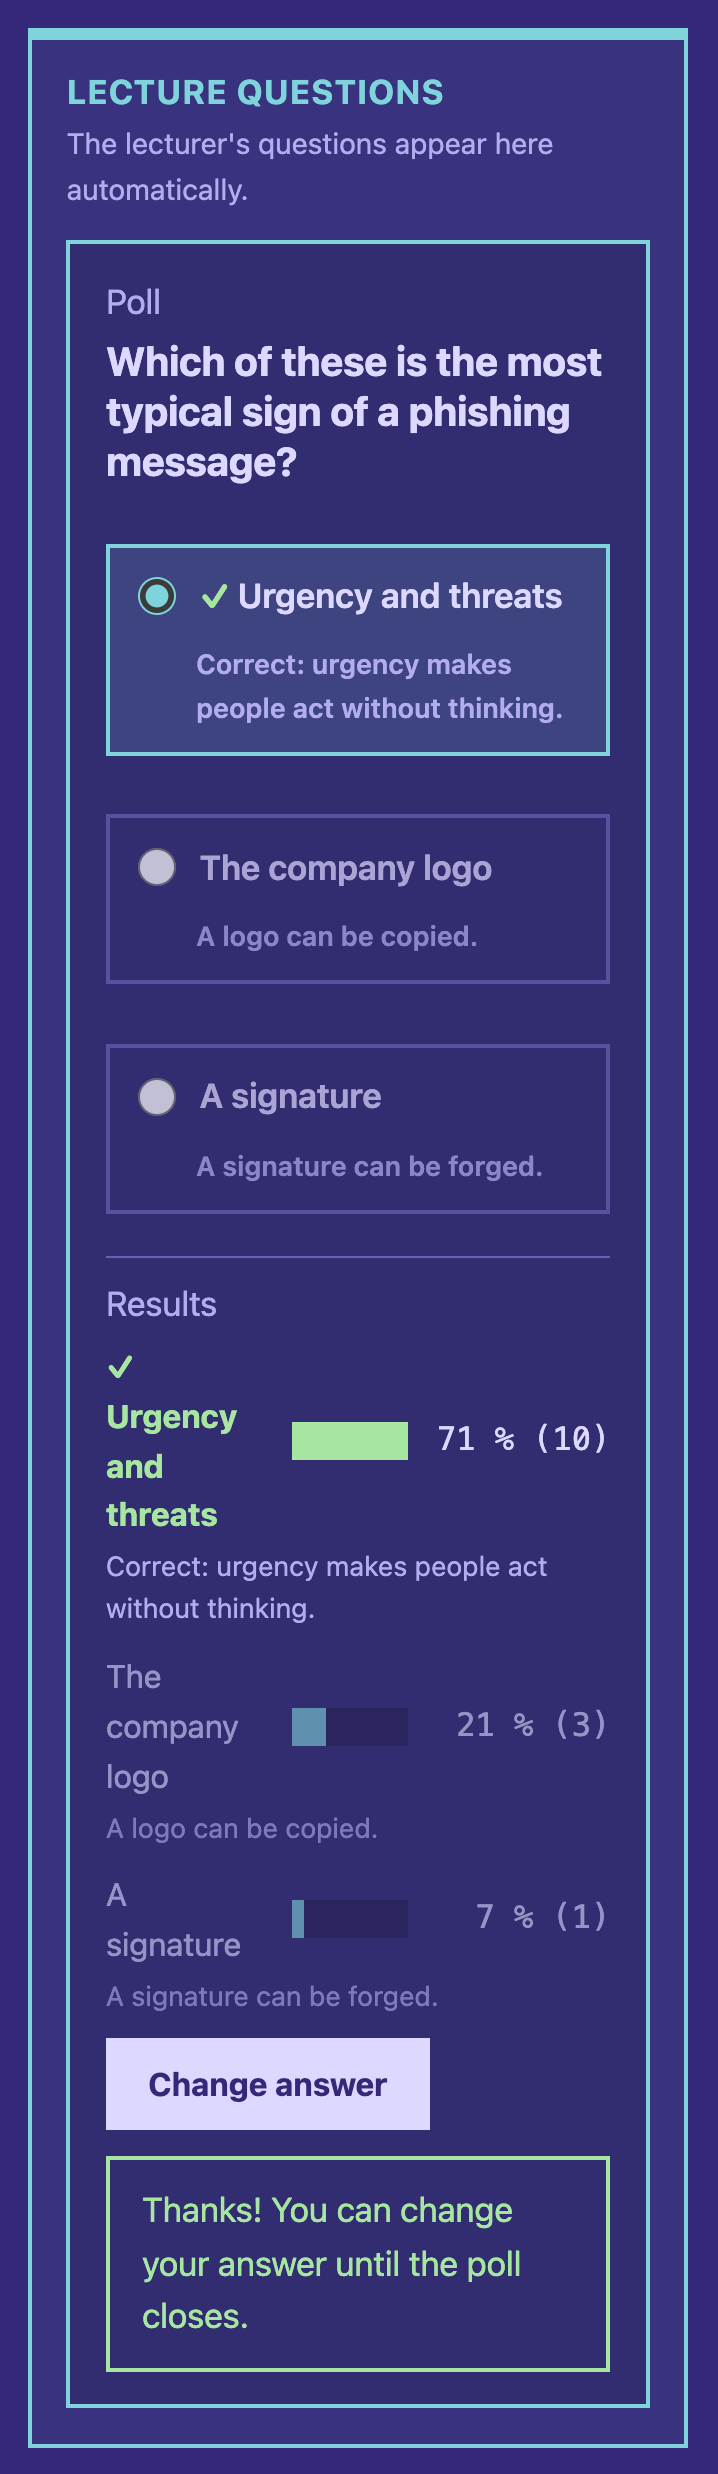 LECTURE QUESTIONS
The lecturer's questions appear here
automatically.
Poll
Which of these is the most
typical sign of a phishing
message?
✓ Urgency and threats
Correct: urgency makes
people act without thinking.
The company logo
A logo can be copied.
A signature
A signature can be forged.
Results
✓
Urgency
and
threats
71 % (10)
Correct: urgency makes people act
without thinking.
The
company
logo
21 % (3)
A logo can be copied.
A
signature
7 % (1)
A signature can be forged.
Change answer
Thanks! You can change
your answer until the poll
closes.